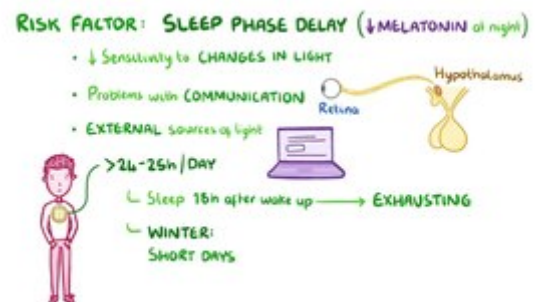 RISK FACTOR: SLEEP PHASE DELAY (↓MELATONIN at night)
• ↓ Sensitivity to CHANGES IN LIGHT
• Problems with COMMUNICATION
Retina
Hypothalamus
• EXTERNAL sources of light
>24-25h/DAY
Sleep 15h after wake up → EXHAUSTING
WINTER:
SHORT DAYS